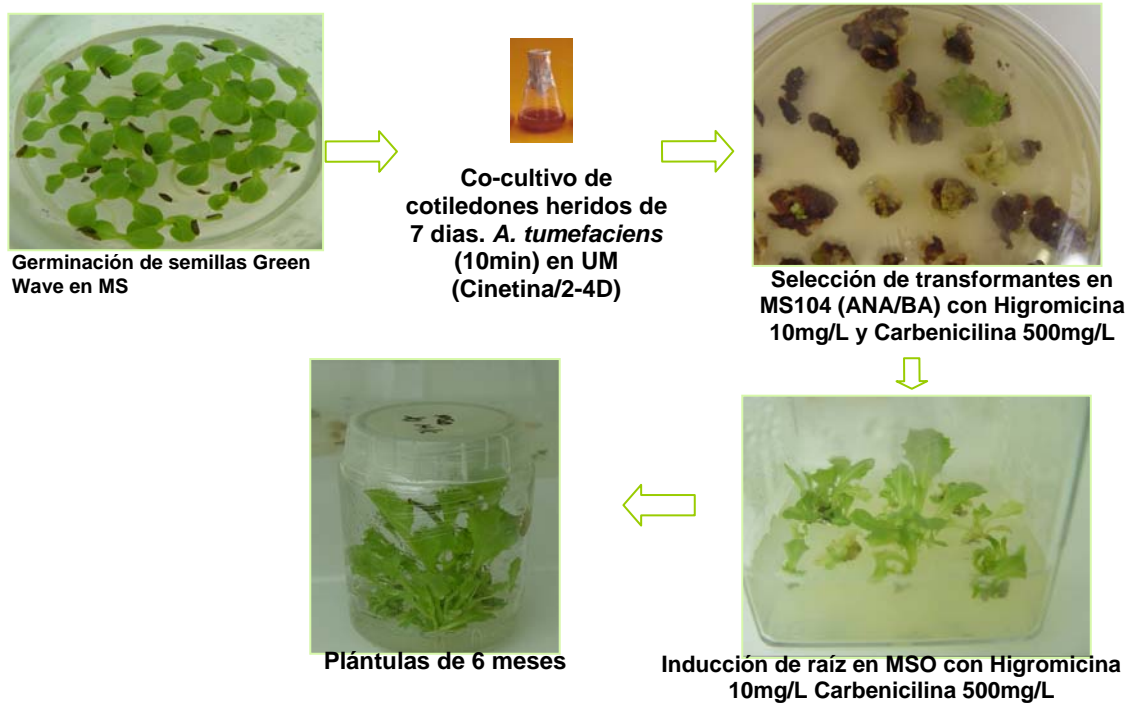 Germinación de semillas Green
Wave en MS
Co-cultivo de
cotiledones heridos de
7 dias. A. tumefaciens
(10min) en UM
(Cinetina/2-4D)
Selección de transformantes en
MS104 (ANA/BA) con Higromicina
10mg/L y Carbenicilina 500mg/L
Inducción de raíz en MSO con Higromicina
10mg/L Carbenicilina 500mg/L
Plántulas de 6 meses